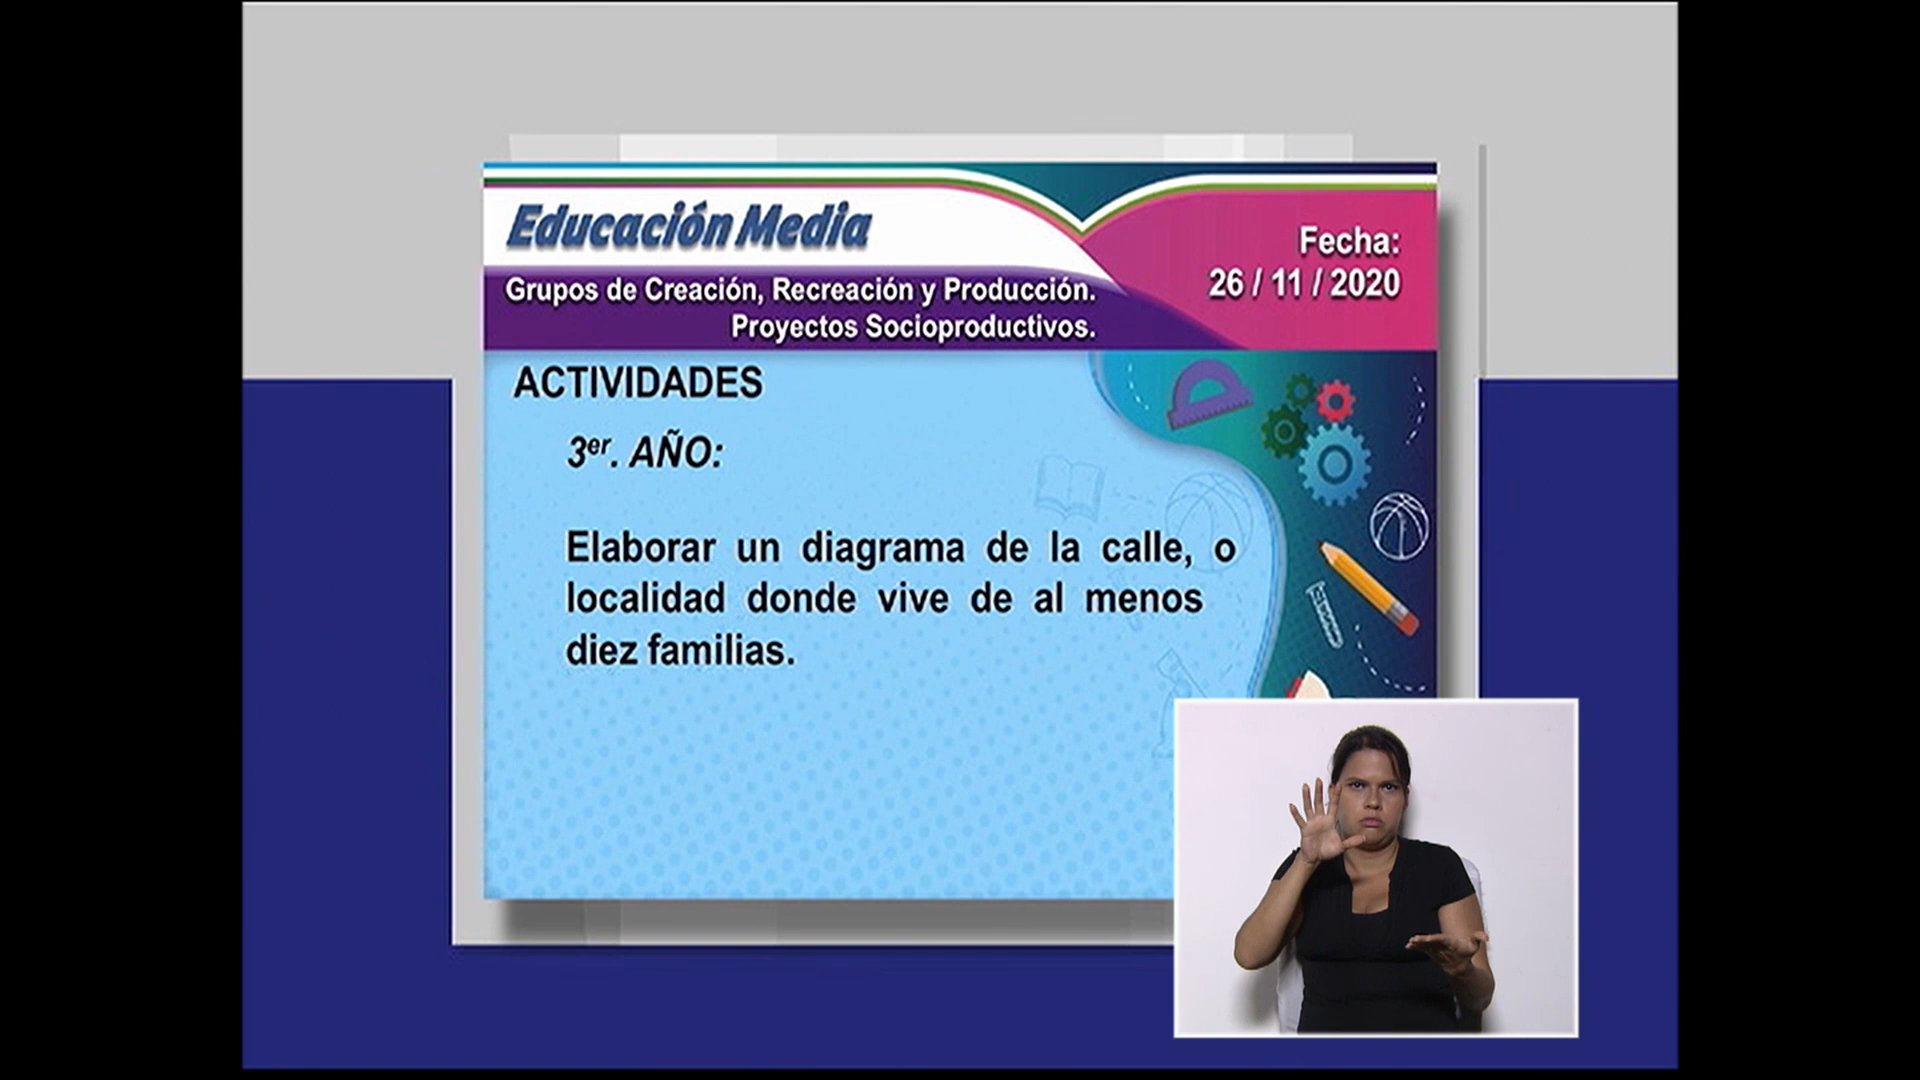 Educación Media
Grupos de Creación, Recreación y Producción.
Proyectos Socioproductivos.
Fecha:
26 / 11 / 2020
ACTIVIDADES
3er. AÑO:
Elaborar un diagrama de la calle, o
localidad donde vive de al menos
diez familias.